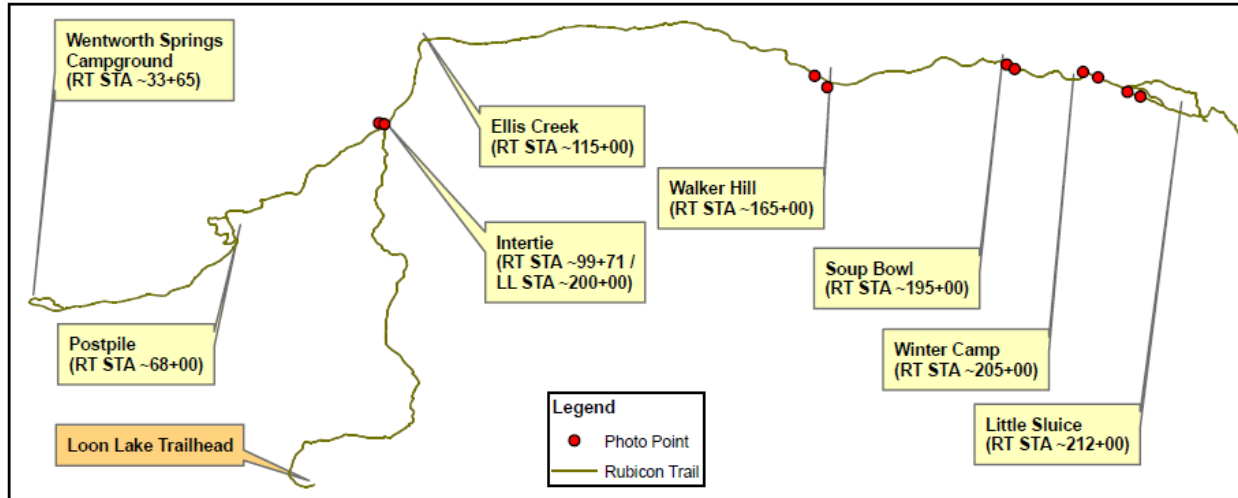 Wentworth Springs
Campground
(RT STA ~33+65)
Ellis Creek
(RT STA ~115+00)
Walker Hill
(RT STA ~165+00)
Intertie
(RT STA ~99+71 /
LL STA ~200+00)
Soup Bowl
(RT STA ~195+00)
Postpile
(RT STA ~68+00)
Winter Camp
(RT STA ~205+00)
Loon Lake Trailhead
Legend
Photo Point
Rubicon Trail
Little Sluice
(RT STA ~212+00)